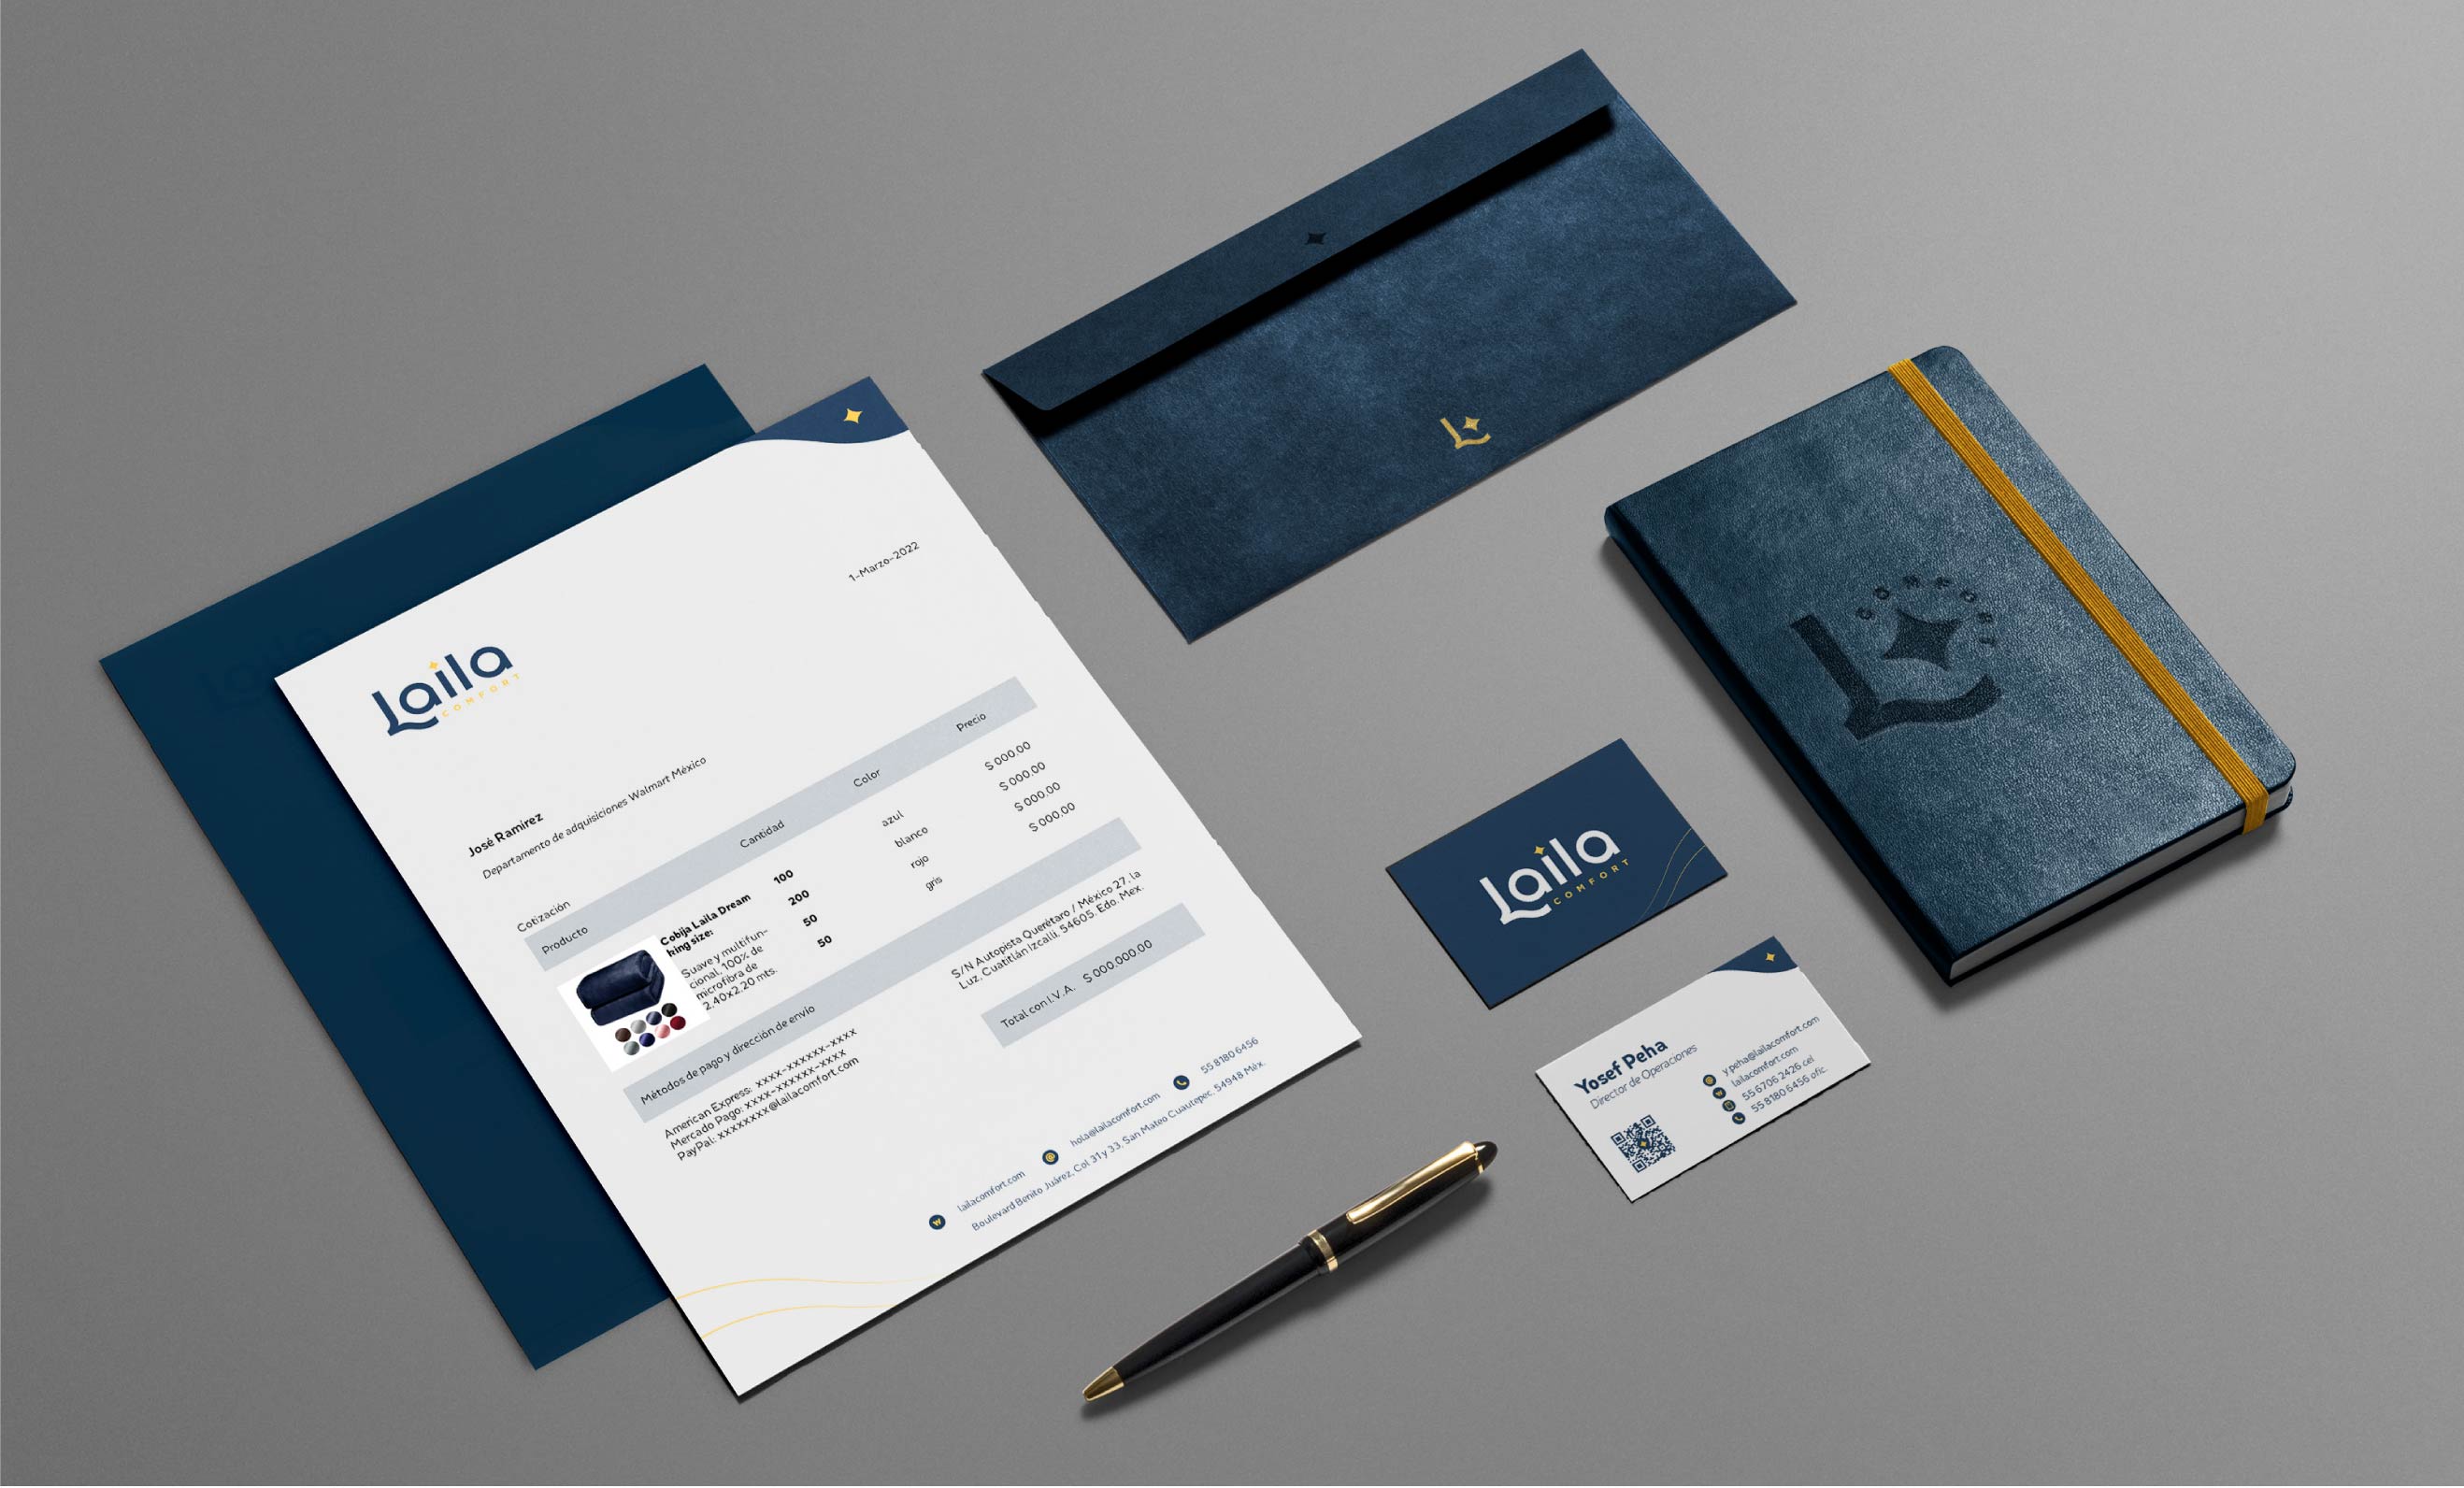 1-Marzo-2022
Laila
COMFORT
José Ramirez
Departamento de adquisiciones Walmart México
Cotización
Producto Cantidad Color Precio
Cobija Laila Dream
king size:
Suave y multifun-
cional, 100% de
microfibra de
2.40x2.20 mts.
100 azul $ 000.00
200 blanco $ 000.00
50 rojo $ 000.00
50 gris $ 000.00
Métodos de pago y dirección de envío
American Express: xxxx-xxxxxx-xxxx
Mercado Pago: xxxx-xxxxxx-xxxx
PayPal: xxxxxxxx@lailacomfort.com
S/N Autopista Querétaro / México 27, la
Luz, Cuatitlán Izcalli, 54605, Edo. Mex.
Total con I.V.A. $ 000,000.00
lailacomfort.com hola@lailacomfort.com 55 8180 6456
Boulevard Benito Juárez, Col 31 y 33, San Mateo Cuautepec, 54948 Méx.
L
L
COMFORT
Laila
COMFORT
Yosef Peha
Director de Operaciones
ypeha@lailacomfort.com
lailacomfort.com
55 6706 2426 cel
55 8180 6456 ofic.